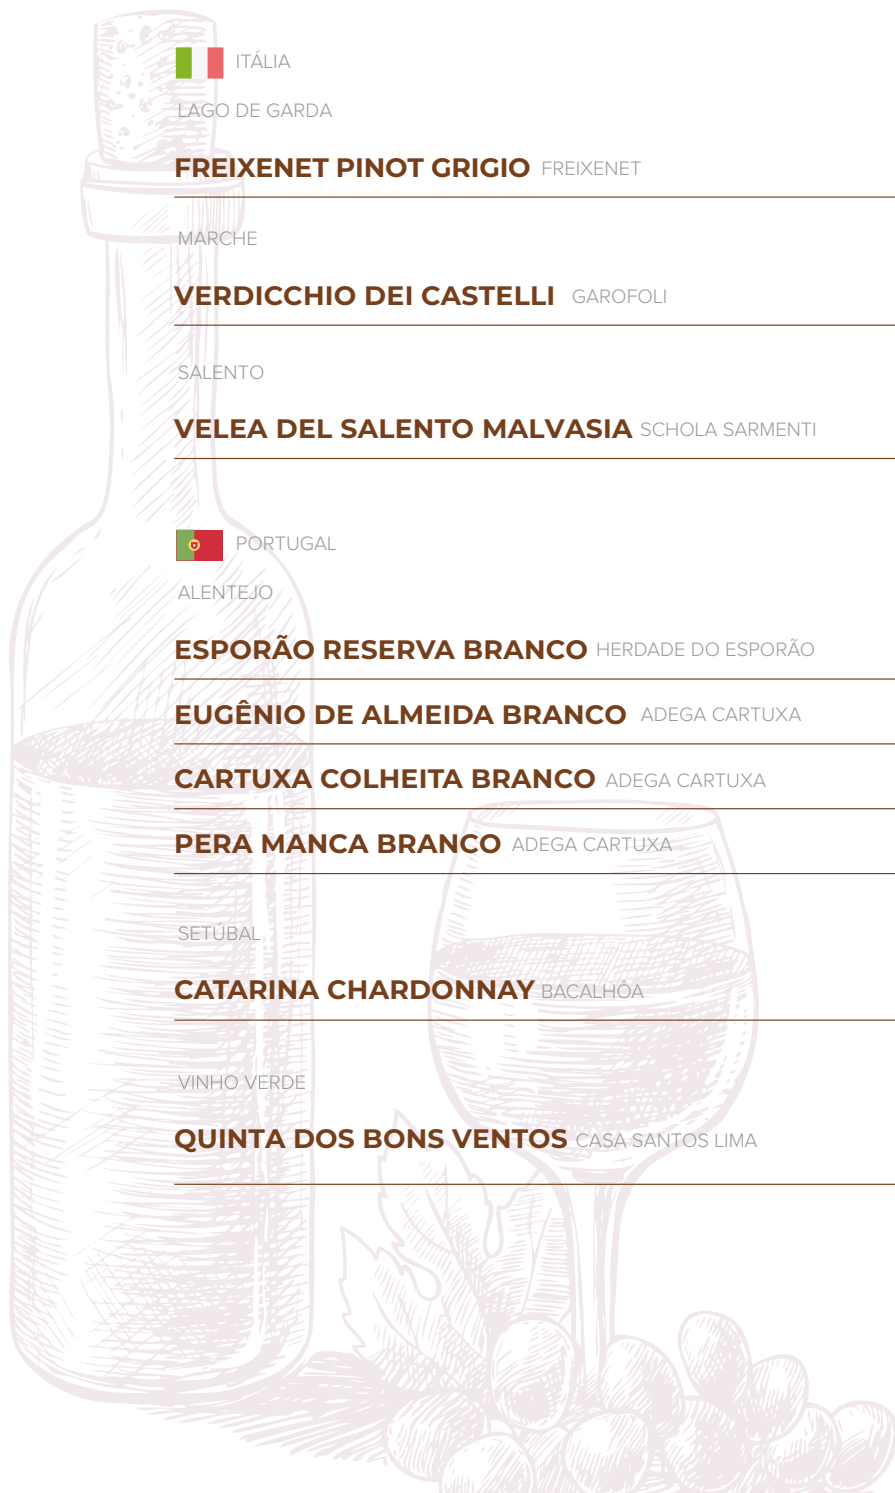 ITÁLIA
LAGO DE GARDA
FREIXENET PINOT GRIGIO FREIXENET
MARCHE
VERDICCHIO DEI CASTELLI GAROFOLI
SALENTO
VELEA DEL SALENTO MALVASIA SCHOLA SARMENTI
PORTUGAL
ALENTEJO
ESPORÃO RESERVA BRANCO HERDADE DO ESPORÃO
EUGÊNIO DE ALMEIDA BRANCO ADEGA CARTUXA
CARTUXA COLHEITA BRANCO ADEGA CARTUXA
PERA MANCA BRANCO ADEGA CARTUXA
SETÚBAL
CATARINA CHARDONNAY BACALHÔA
VINHO VERDE
QUINTA DOS BONS VENTOS CASA SANTOS LIMA